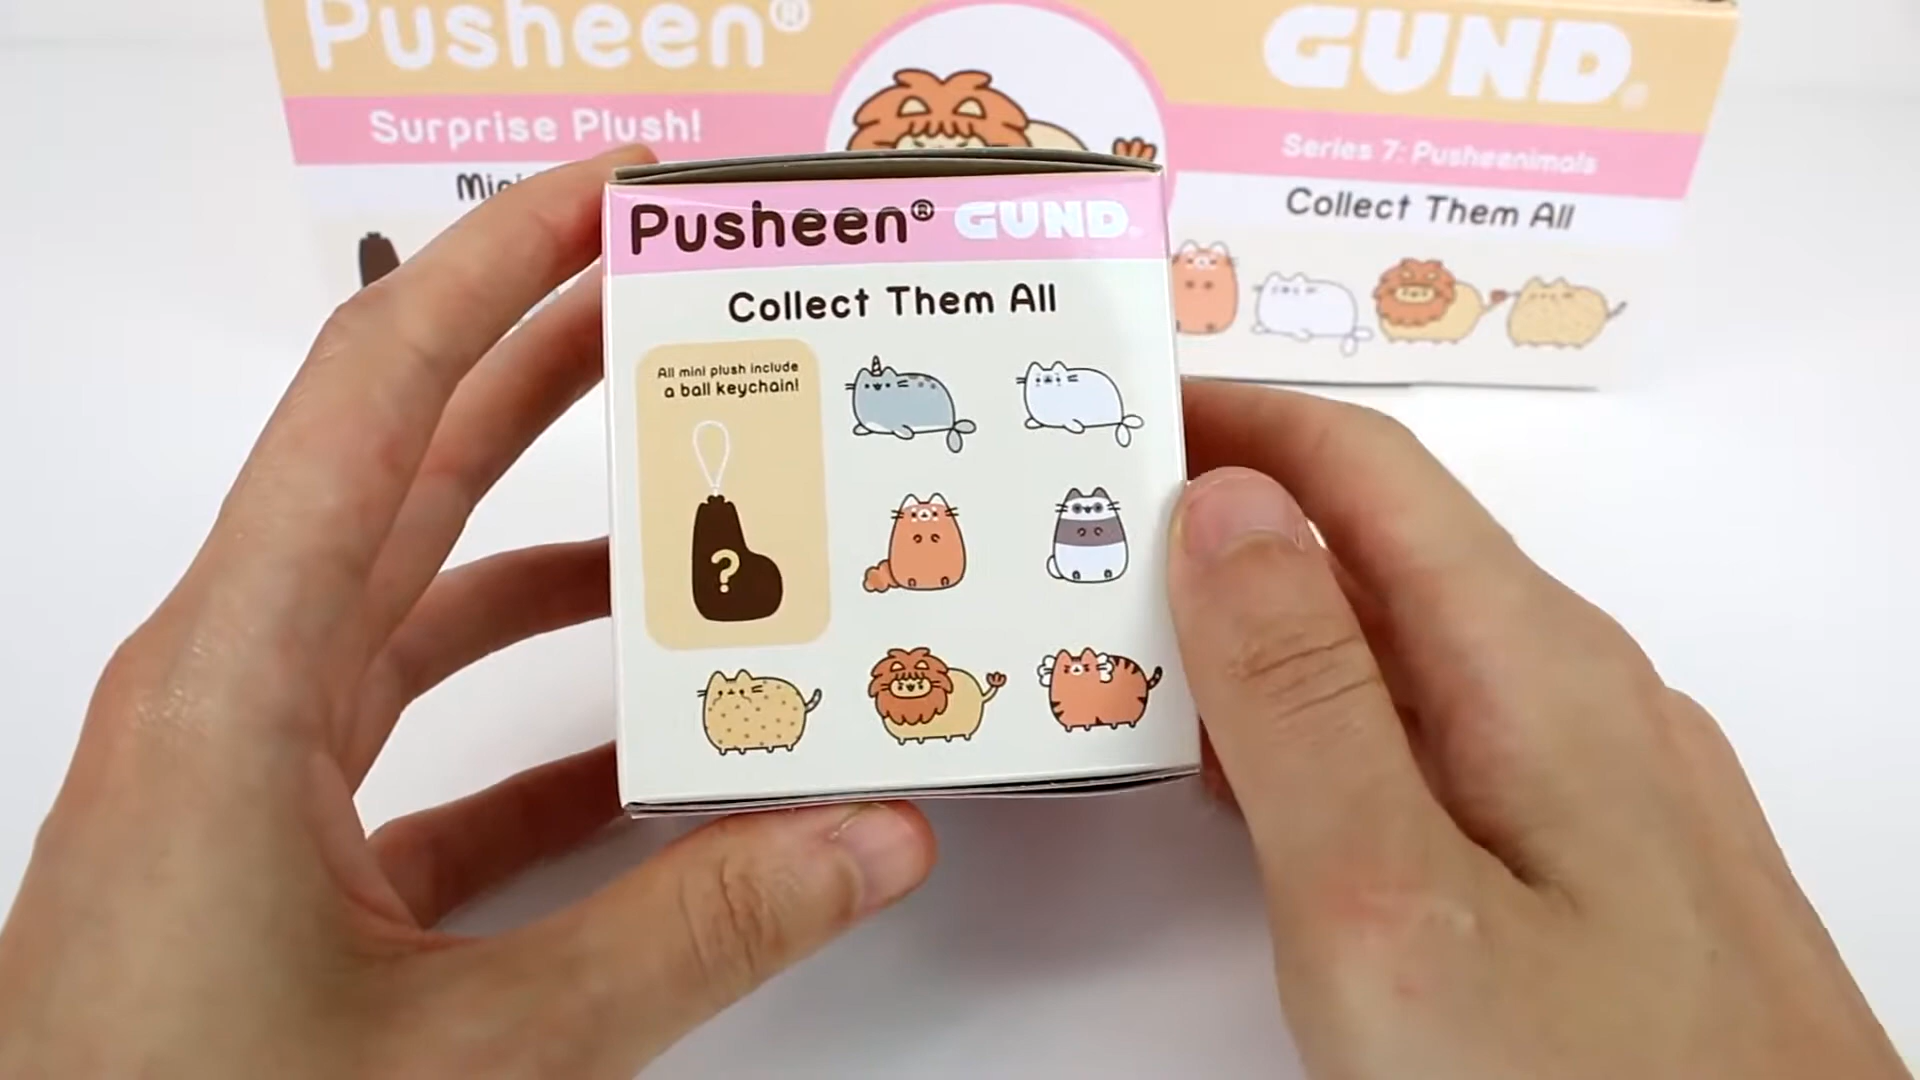 Pusheen®
GUND®
Surprise Plush!
Series 7: Pusheenimals
Collect Them All
Pusheen® GUND®
Collect Them All
All mini plush include
a ball keychain!
?